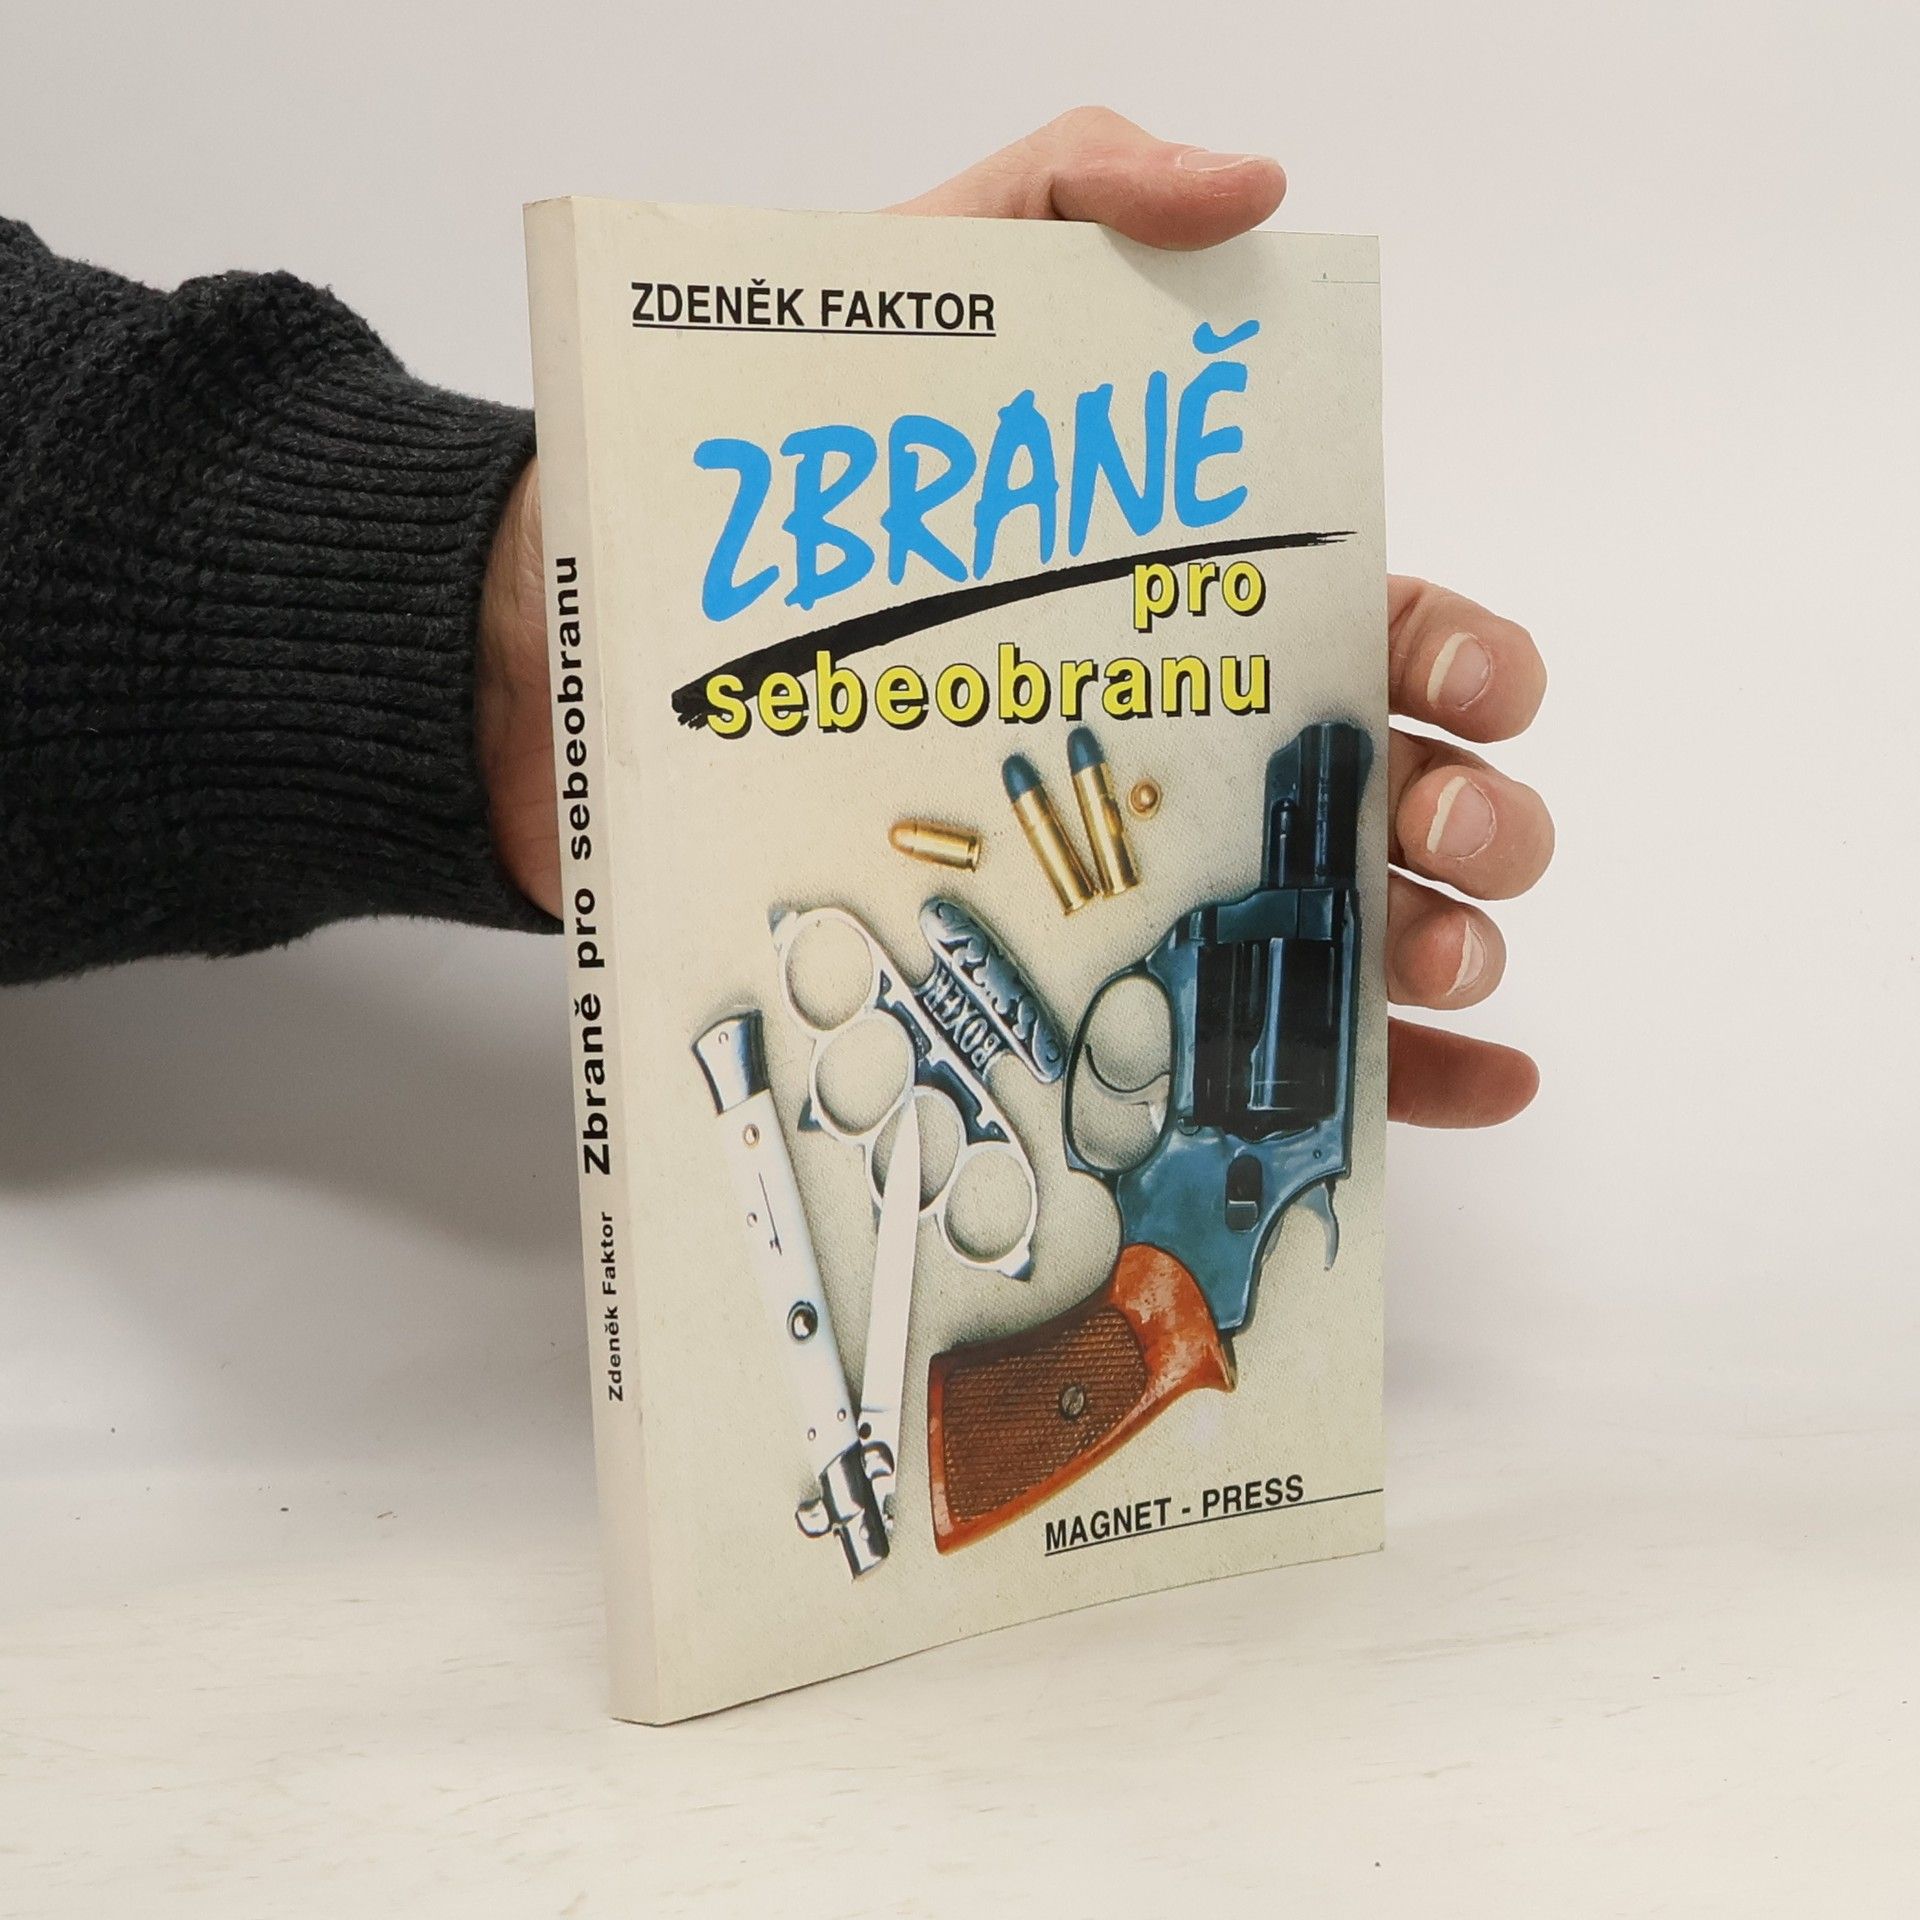 ZDENĚK FAKTOR
ZBRANĚ
pro
sebeobranu
BOXER
MAGNET - PRESS
Zdeněk Faktor Zbraně pro sebeobranu